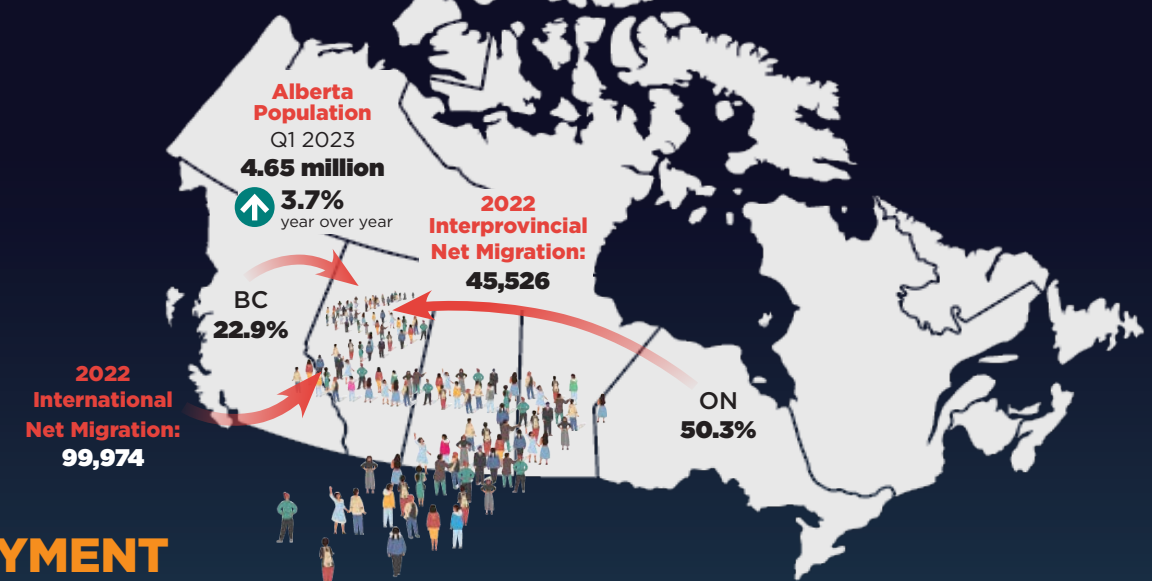 Alberta
Population
Q1 2023
4.65 million
3.7%
year over year
2022
Interprovincial
Net Migration:
45,526
BC
22.9%
2022
International
Net Migration:
99,974
ON
50.3%
YMENT